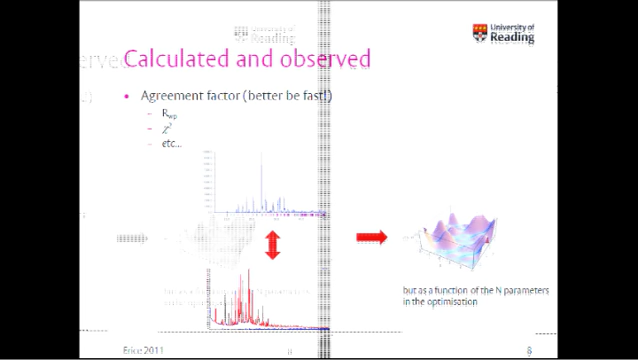 University of
Reading
Calculated and observed
• Agreement factor (better be fast!)
– Rwp
– χ²
– etc...
but as a function of the N parameters
in the optimisation
Erice 2011
8